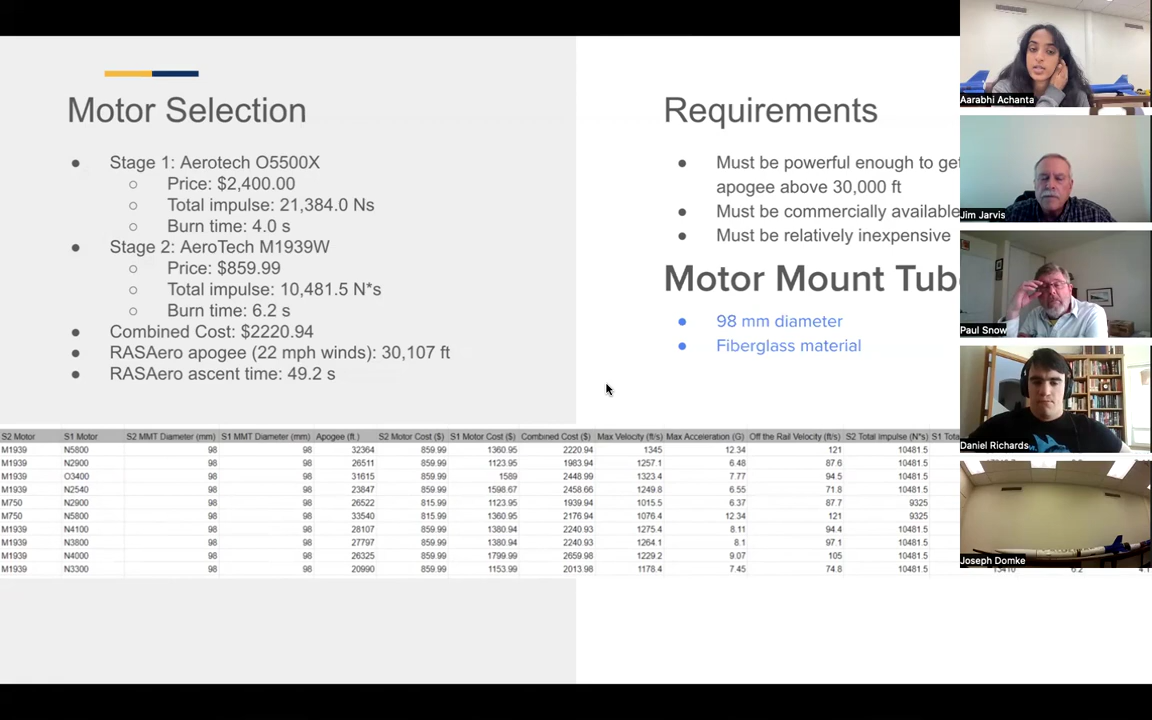 Motor Selection
● Stage 1: Aerotech O5500X
○ Price: $2,400.00
○ Total impulse: 21,384.0 Ns
○ Burn time: 4.0 s
● Stage 2: AeroTech M1939W
○ Price: $859.99
○ Total impulse: 10,481.5 N*s
○ Burn time: 6.2 s
● Combined Cost: $2220.94
● RASAero apogee (22 mph winds): 30,107 ft
● RASAero ascent time: 49.2 s
Requirements
● Must be powerful enough to get
apogee above 30,000 ft
● Must be commercially available
● Must be relatively inexpensive
Motor Mount Tube
● 98 mm diameter
● Fiberglass material
S2 Motor S1 Motor S2 MMT Diameter (mm) S1 MMT Diameter (mm) Apogee (ft ) S2 Motor Cost ($) S1 Motor Cost ($) Combined Cost ($) Max Velocity (ft/s) Max Acceleration (G) Off the Rail Velocity (ft/s) S2 Total Impulse (N*s) S1 Tota
M1939 N5800 98 98 32364 859.99 1360.95 2220.94 1345 12.34 121 10481.5
M1939 N2900 98 98 26511 859.99 1123.95 1983.94 1257.1 6.48 87.6 10481.5
M1939 O3400 98 98 31615 859.99 1589 2448.99 1323.4 7.77 94.5 10481.5
M1939 N2540 98 98 23847 859.99 1598.67 2458.66 1249.8 6.55 71.8 10481.5
M750 N2900 98 98 26522 815.99 1123.95 1939.94 1015.5 6.37 87.7 9325
M750 N5800 98 98 33540 815.99 1360.95 2176.94 1076.4 12.34 121 9325
M1939 N4100 98 98 28107 859.99 1380.94 2240.93 1275.4 8.11 94.4 10481.5
M1939 N3800 98 98 27797 859.99 1380.94 2240.93 1264.1 8.1 97.1 10481.5
M1939 N4000 98 98 26325 859.99 1799.99 2659.98 1229.2 9.07 105 10481.5
M1939 N3300 98 98 20990 859.99 1153.99 2013.98 1178.4 7.45 74.8 10481.5
Aarabhi Achanta
Jim Jarvis
Paul Snow
Daniel Richards
Joseph Domke